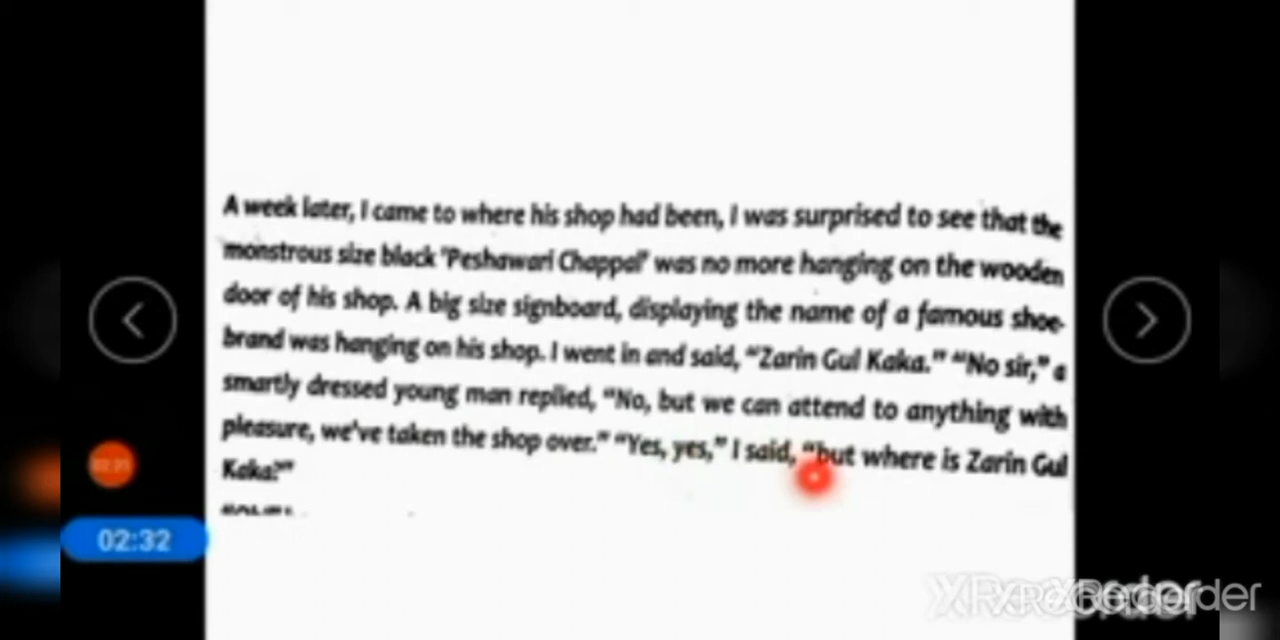 A week later, I came to where his shop had been, I was surprised to see that the
monstrous size black "Peshawari Chappal" was no more hanging on the wooden
door of his shop. A big size signboard, displaying the name of a famous shoe-
brand was hanging on his shop. I went in and said, “Zarin Gul Kaka.” “No sir,” a
smartly dressed young man replied, “No, but we can attend to anything with
pleasure, we’ve taken the shop over.” “Yes, yes,” I said, “but where is Zarin Gul
Kaka?”
02:32
XRecorder